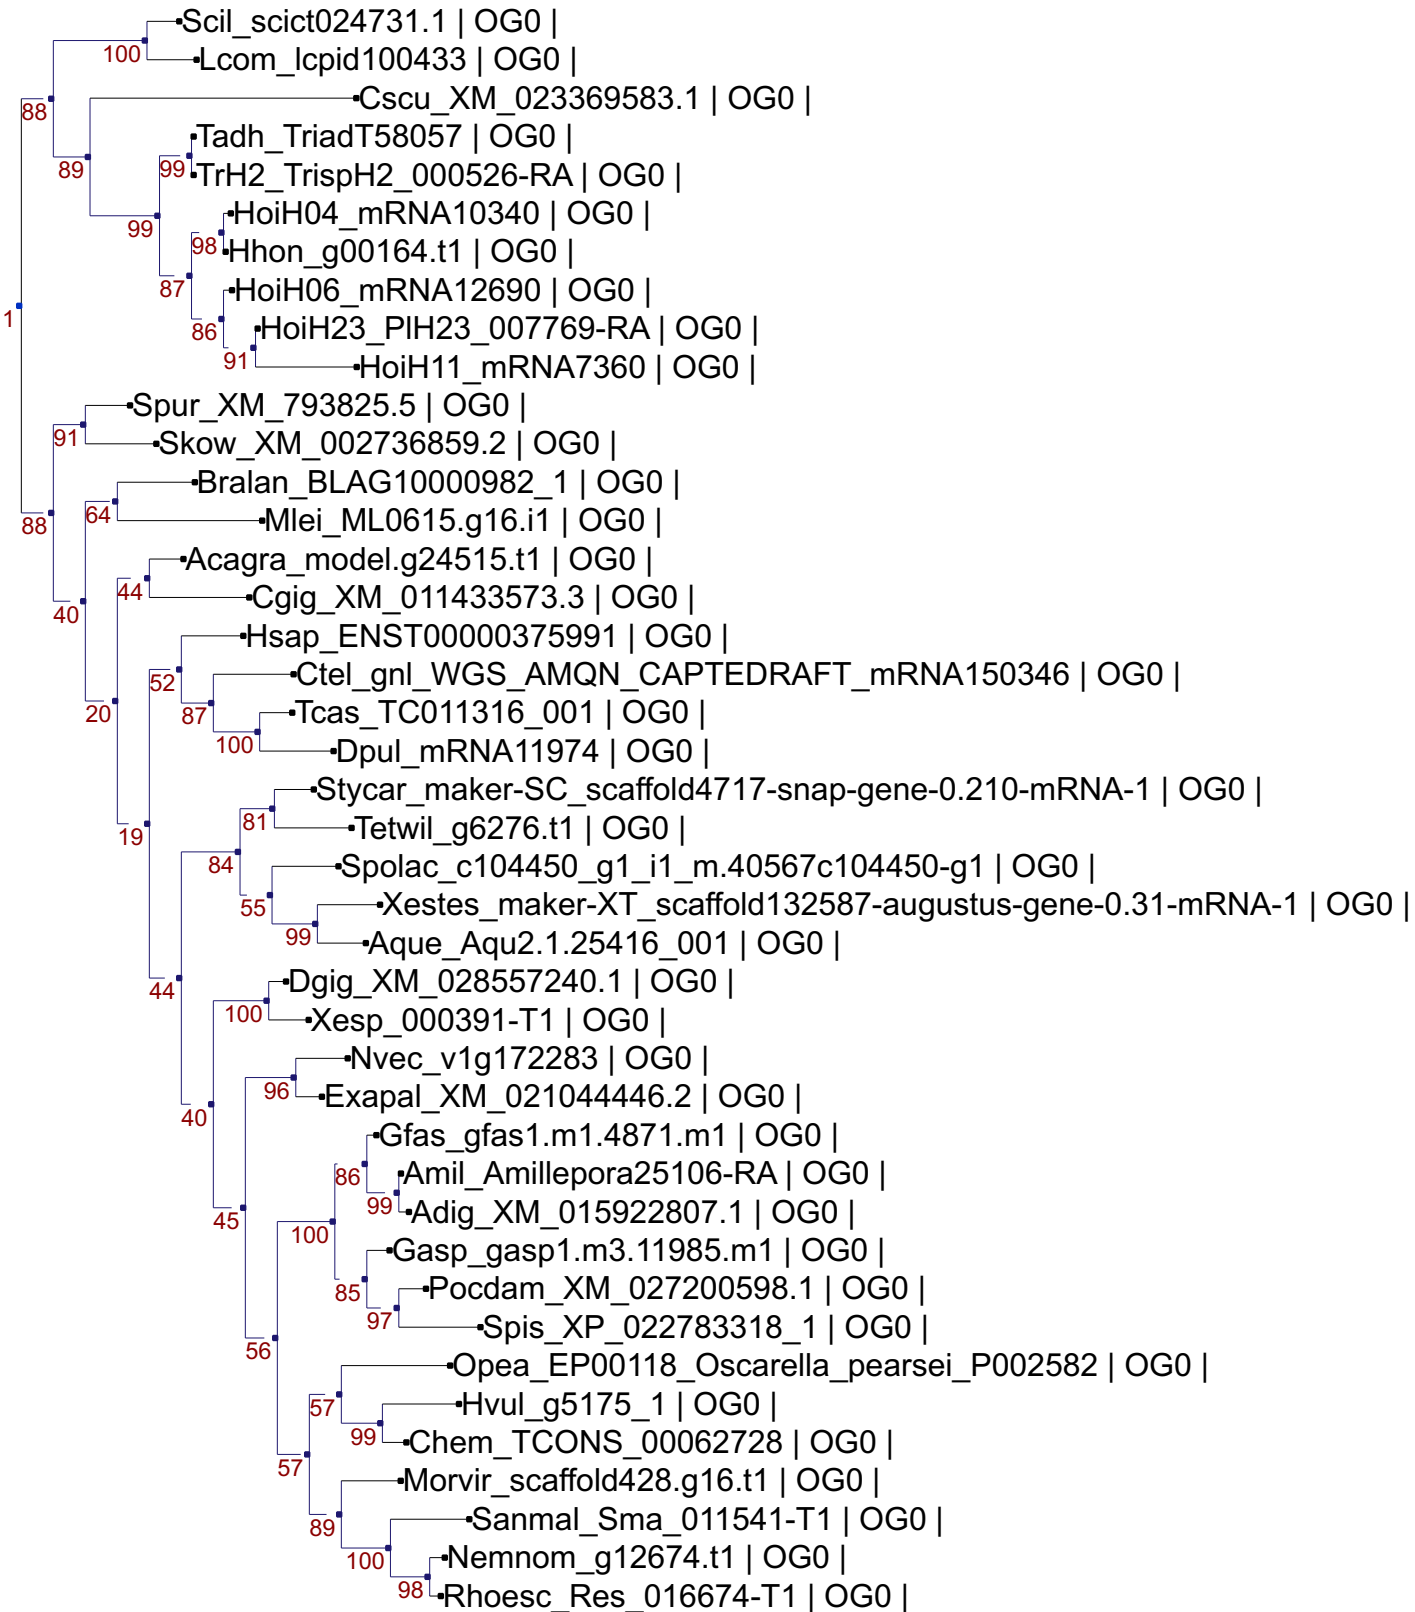 Scil_scict024731.1 | OG0 |
100
Lcom_lcpid100433 | OG0 |
88
Cscu_XM_023369583.1 | OG0 |
Tadh_TriadT58057 | OG0 |
89
99
TrH2_TrispH2_000526-RA | OG0 |
HoiH04_mRNA10340 | OG0 |
99
98
Hhon_g00164.t1 | OG0 |
87
HoiH06_mRNA12690 | OG0 |
1
86
HoiH23_PlH23_007769-RA | OG0 |
91
HoiH11_mRNA7360 | OG0 |
Spur_XM_793825.5 | OG0 |
91
Skow_XM_002736859.2 | OG0 |
Bralan_BLAG10000982_1 | OG0 |
88
64
Mlei_ML0615.g16.i1 | OG0 |
Acagra_model.g24515.t1 | OG0 |
44
Cgig_XM_011433573.3 | OG0 |
40
Hsap_ENST00000375991 | OG0 |
52
Ctel_gnl_WGS_AMQN_CAPTEDRAFT_mRNA150346 | OG0 |
20
87
Tcas_TC011316_001 | OG0 |
100
Dpul_mRNA11974 | OG0 |
Stycar_maker-SC_scaffold4717-snap-gene-0.210-mRNA-1 | OG0 |
19
81
Tetwil_g6276.t1 | OG0 |
84
Spolac_c104450_g1_i1_m.40567c104450-g1 | OG0 |
55
Xestes_maker-XT_scaffold132587-augustus-gene-0.31-mRNA-1 | OG0 |
99
Aque_Aqu2.1.25416_001 | OG0 |
44
Dgig_XM_028557240.1 | OG0 |
100
Xesp_000391-T1 | OG0 |
Nvec_v1g172283 | OG0 |
96
Exapal_XM_021044446.2 | OG0 |
40
Gfas_gfas1.m1.4871.m1 | OG0 |
86
Amil_Amillepora25106-RA | OG0 |
99
Adig_XM_015922807.1 | OG0 |
45
100
Gasp_gasp1.m3.11985.m1 | OG0 |
85
Pocdam_XM_027200598.1 | OG0 |
97
Spis_XP_022783318_1 | OG0 |
56
Opea_EP00118_Oscarella_pearsei_P002582 | OG0 |
57
Hvul_g5175_1 | OG0 |
99
Chem_TCONS_00062728 | OG0 |
57
Morvir_scaffold428.g16.t1 | OG0 |
89
Sanmal_Sma_011541-T1 | OG0 |
100
Nemnom_g12674.t1 | OG0 |
98
Rhoesc_Res_016674-T1 | OG0 |